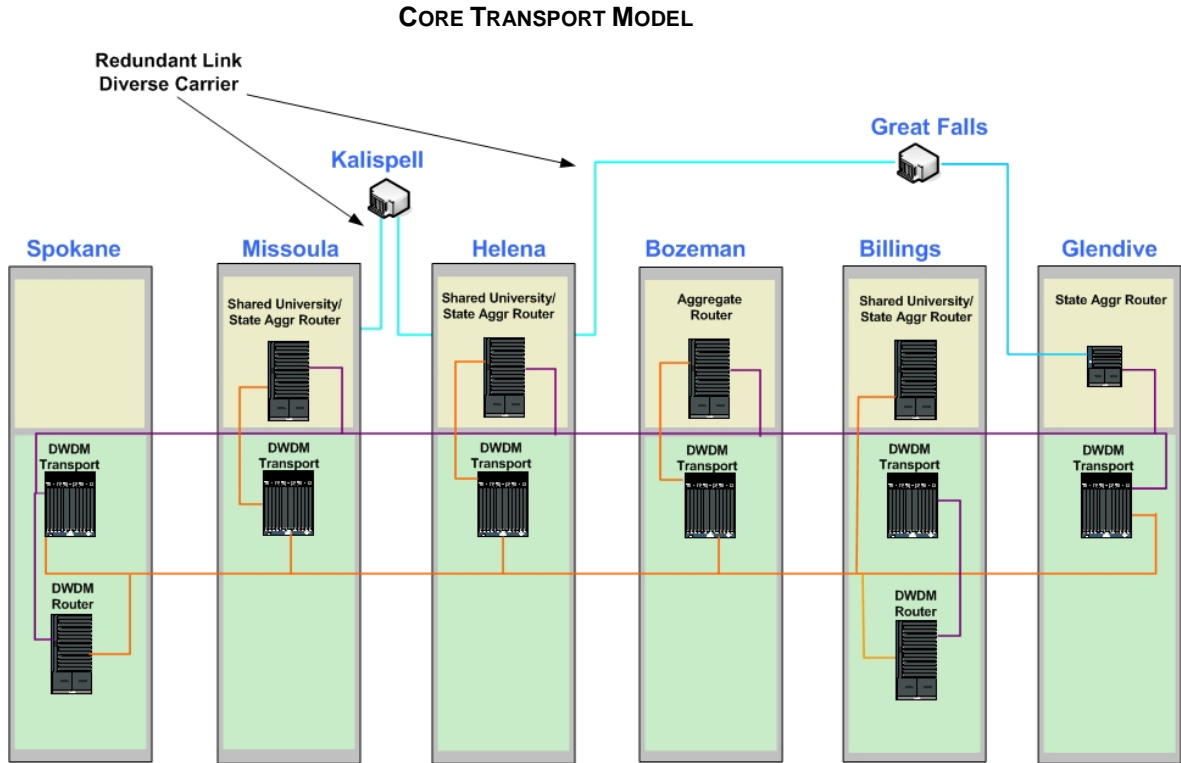 CORE TRANSPORT MODEL
Redundant Link
Diverse Carrier
Great Falls
Kalispell
Spokane
Missoula
Helena
Bozeman
Billings
Glendive
Shared University/
State Aggr Router
Shared University/
State Aggr Router
Aggregate
Router
Shared University/
State Aggr Router
State Aggr Router
DWDM
Transport
DWDM
Transport
DWDM
Transport
DWDM
Transport
DWDM
Transport
DWDM
Transport
DWDM
Router
DWDM
Router